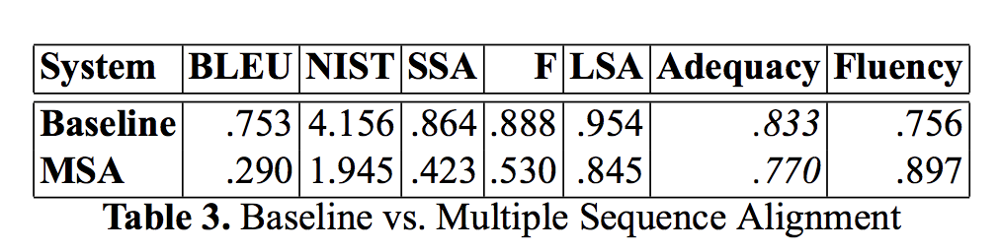 System BLEU NIST SSA F LSA Adequacy Fluency
Baseline .753 4.156 .864 .888 .954 .833 .756
MSA .290 1.945 .423 .530 .845 .770 .897
Table 3. Baseline vs. Multiple Sequence Alignment